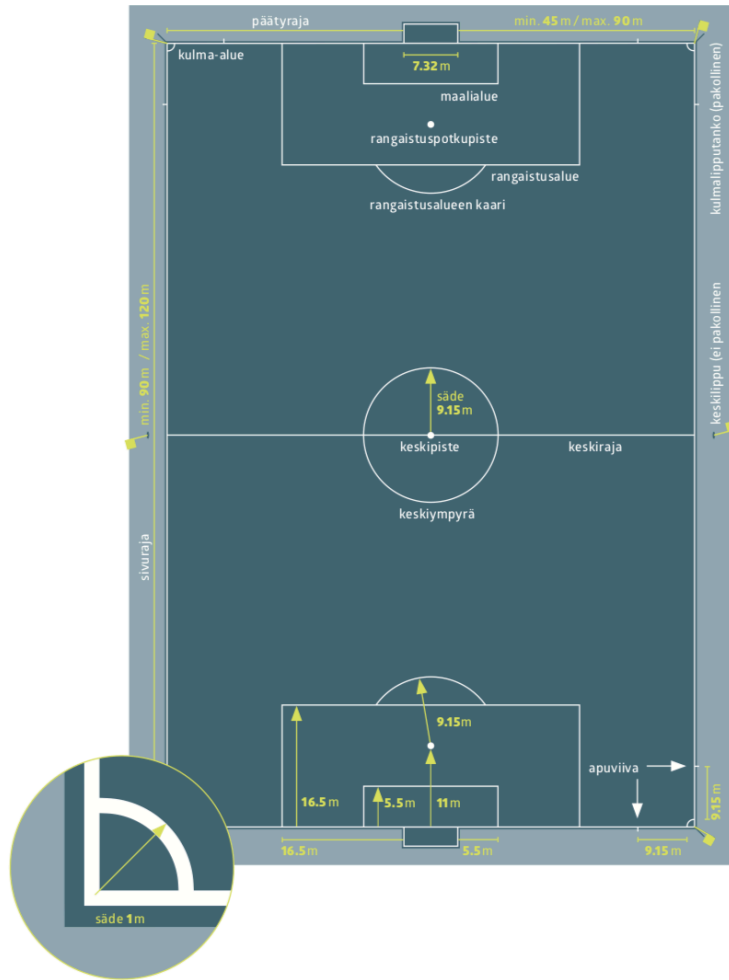 päätyraja
min. 45 m / max. 90 m
kulma-alue
7.32 m
maalialue
rangaistuspotkupiste
rangaistusalue
rangaistusalueen kaari
kulmalipputanko (pakollinen)
min. 90 m / max. 120 m
keskilippu (ei pakollinen
säde
9.15 m
keskipiste
keskiraja
keskiympyrä
sivuraja
9.15 m
apuviiva
16.5 m
5.5 m
11 m
9.15 m
16.5 m
5.5 m
9.15 m
säde 1 m